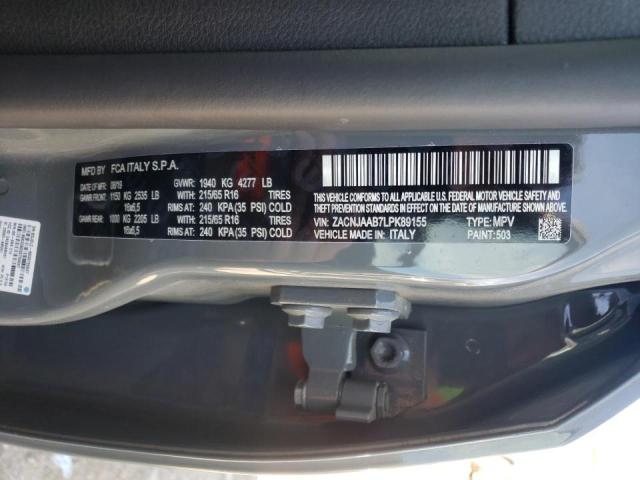 MFD BY FCA ITALY S.P.A.
DATE: 08/19 GVWR: 1940 KG 4277 LB
GAWR FRONT: 1150 KG 2535 LB WITH: 215/65 R16 TIRES
16x6,5 RIMS AT: 240 KPA (35 PSI) COLD
GAWR REAR: 1000 KG 2205 LB WITH: 215/65 R16 TIRES
16x6,5 RIMS AT: 240 KPA (35 PSI) COLD
THIS VEHICLE CONFORMS TO ALL APPLICABLE U.S. FEDERAL MOTOR VEHICLE
SAFETY, BUMPER, AND THEFT PREVENTION STANDARDS IN EFFECT
ON THE DATE OF MANUFACTURE SHOWN ABOVE.
VIN: ZACNJAAB7LPK89155 TYPE: MPV
VEHICLE MADE IN: ITALY PAINT: 503